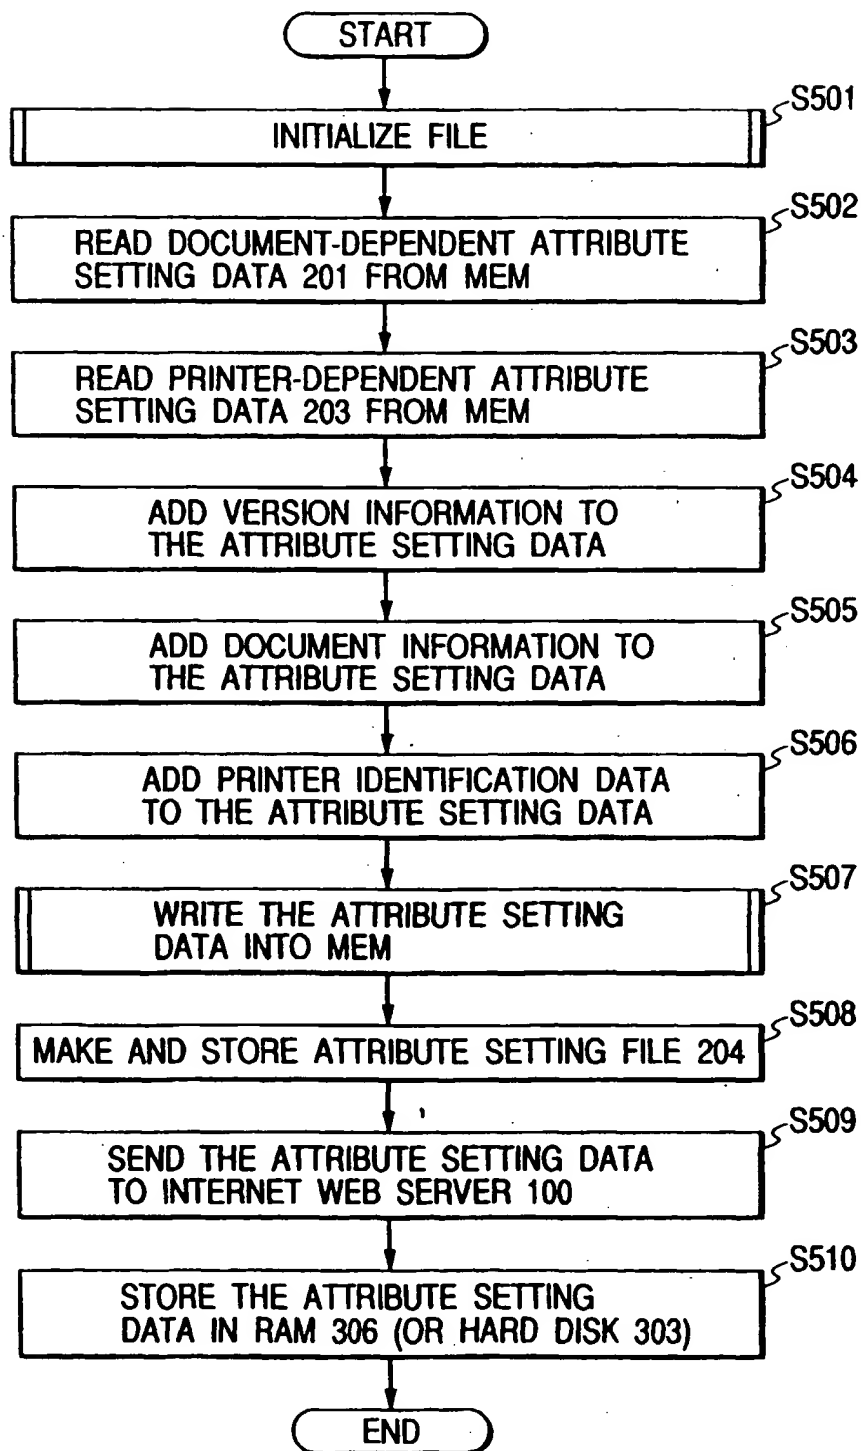 START
S501
INITIALIZE FILE
S502
READ DOCUMENT-DEPENDENT ATTRIBUTE
SETTING DATA 201 FROM MEM
S503
READ PRINTER-DEPENDENT ATTRIBUTE
SETTING DATA 203 FROM MEM
S504
ADD VERSION INFORMATION TO
THE ATTRIBUTE SETTING DATA
S505
ADD DOCUMENT INFORMATION TO
THE ATTRIBUTE SETTING DATA
S506
ADD PRINTER IDENTIFICATION DATA
TO THE ATTRIBUTE SETTING DATA
S507
WRITE THE ATTRIBUTE SETTING
DATA INTO MEM
S508
MAKE AND STORE ATTRIBUTE SETTING FILE 204
S509
SEND THE ATTRIBUTE SETTING DATA
TO INTERNET WEB SERVER 100
S510
STORE THE ATTRIBUTE SETTING
DATA IN RAM 306 (OR HARD DISK 303)
END